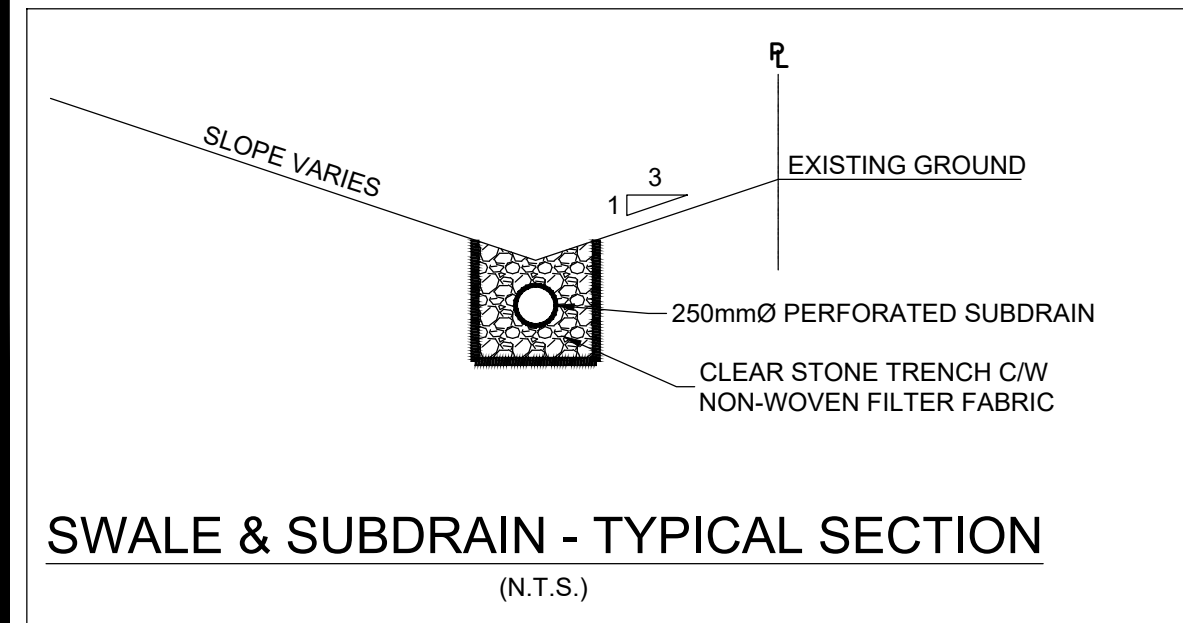 ℄
SLOPE VARIES
3
1
EXISTING GROUND
250mmØ PERFORATED SUBDRAIN
CLEAR STONE TRENCH C/W
NON-WOVEN FILTER FABRIC
SWALE & SUBDRAIN - TYPICAL SECTION
(N.T.S.)